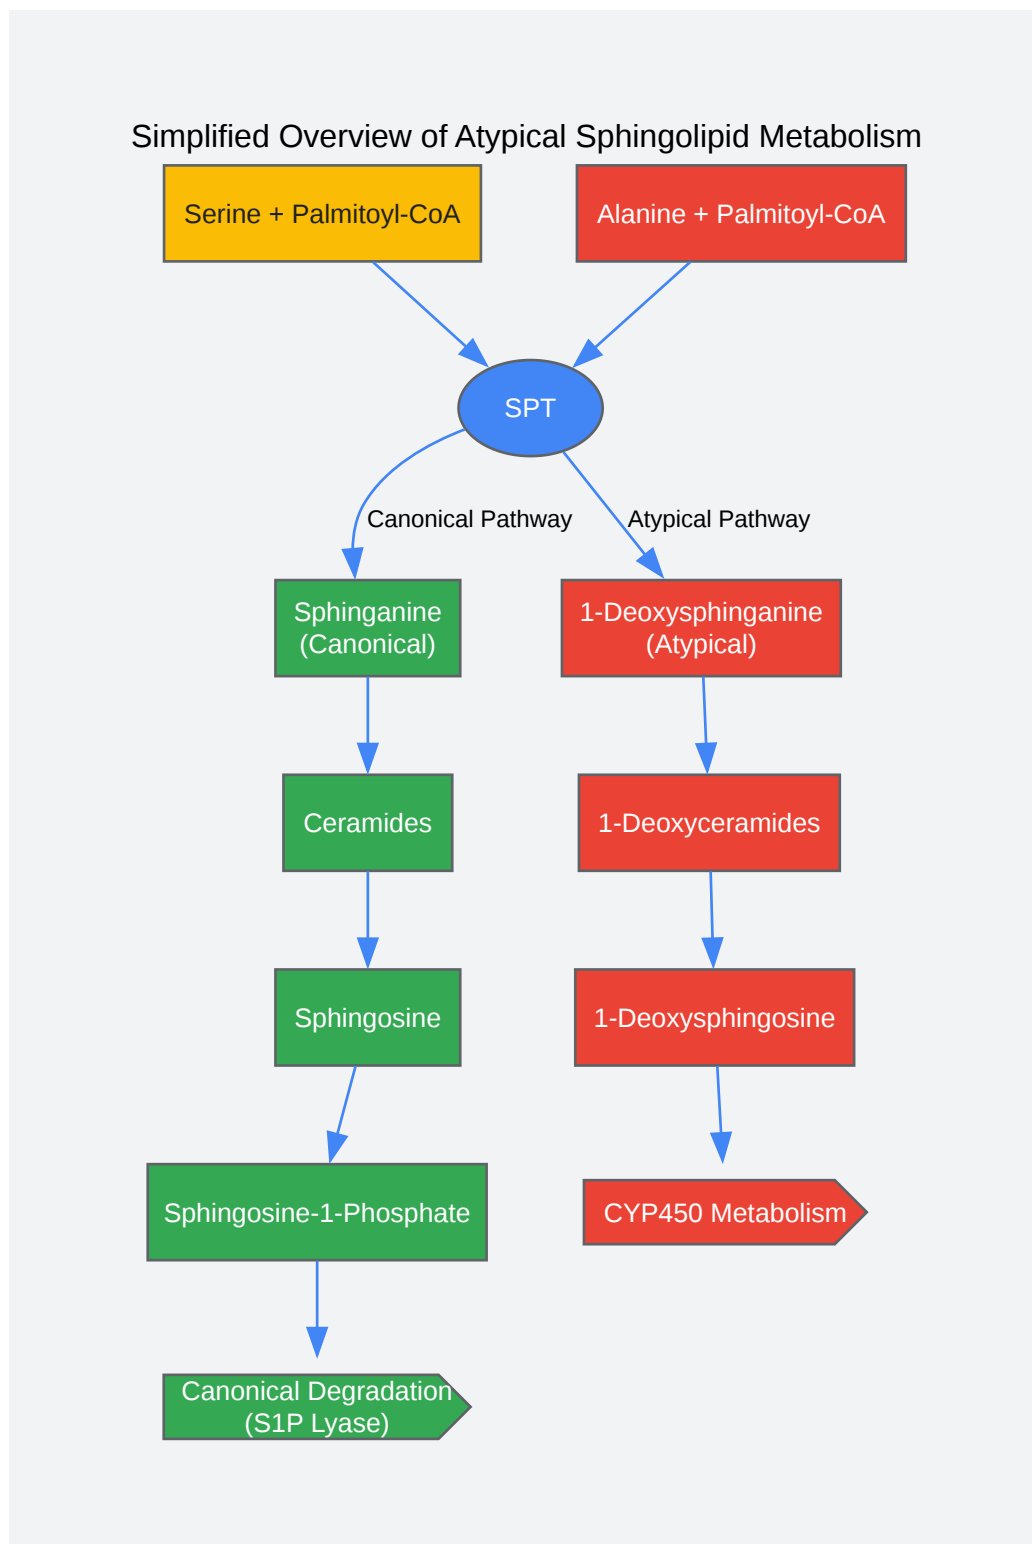 Simplified Overview of Atypical Sphingolipid Metabolism
Serine + Palmitoyl-CoA
Alanine + Palmitoyl-CoA
SPT
Canonical Pathway
Atypical Pathway
Sphinganine
(Canonical)
1-Deoxysphinganine
(Atypical)
Ceramides
1-Deoxyceramides
Sphingosine
1-Deoxysphingosine
Sphingosine-1-Phosphate
CYP450 Metabolism
Canonical Degradation
(S1P Lyase)